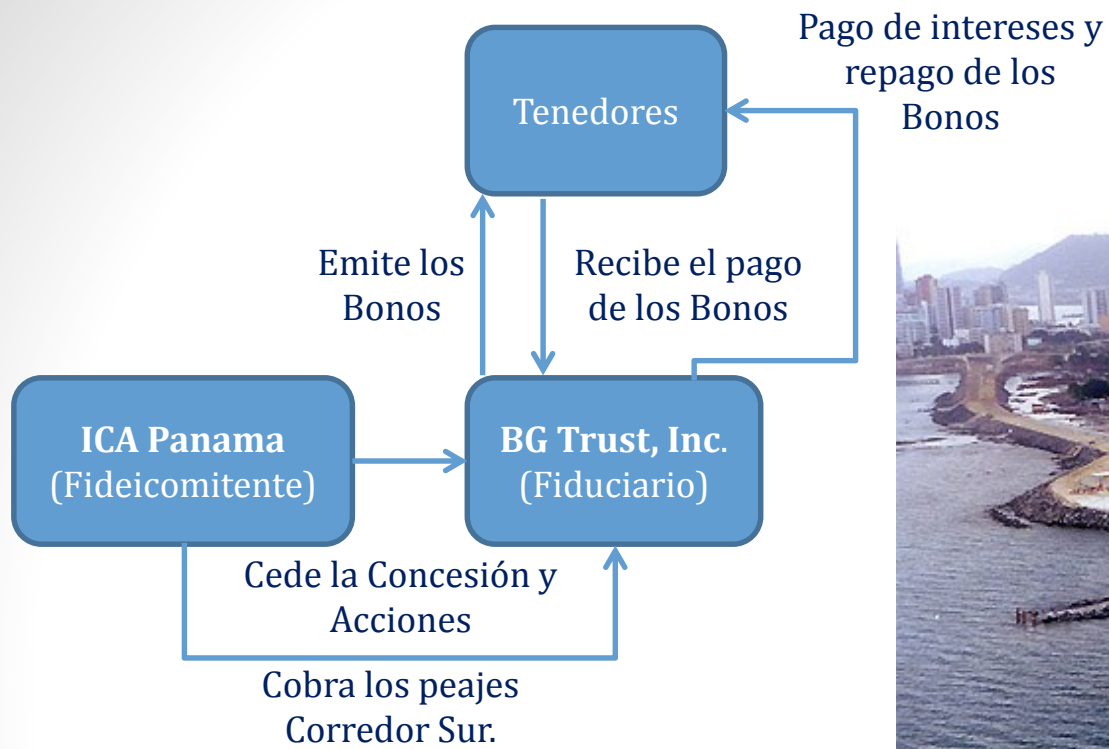 Pago de intereses y
repago de los
Bonos
Tenedores
Emite los
Bonos
Recibe el pago
de los Bonos
ICA Panama
(Fideicomitente)
BG Trust, Inc.
(Fiduciario)
Cede la Concesión y
Acciones
Cobra los peajes
Corredor Sur.